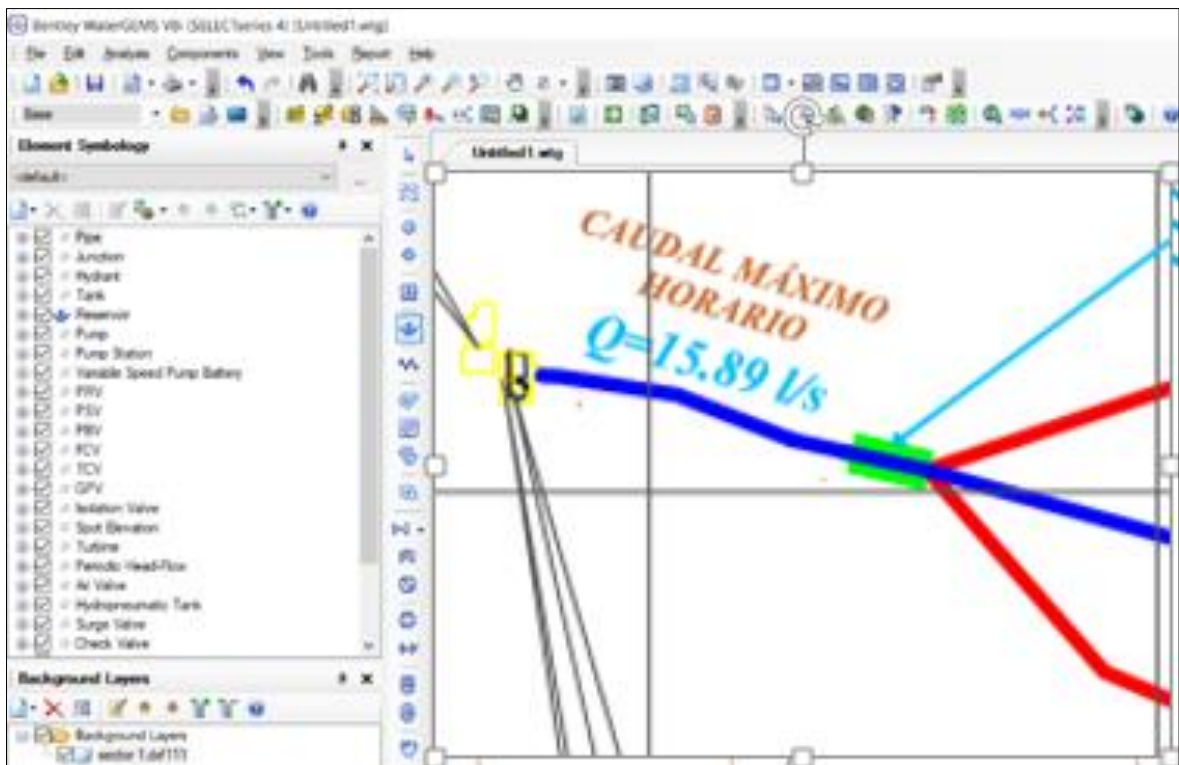 Bentley WaterGEMS V8i (SELECTseries 4) [Untitled1.wtg]
File Edit Analysis Components View Tools Report Help
Base
Element Symbology
Untitled1.wtg
<default>
Pipe
Junction
Hydrant
Tank
Reservoir
Pump
Pump Station
Variable Speed Pump Battery
PRV
PSV
PBV
FCV
TCV
GPV
Isolation Valve
Spot Elevation
Turbine
Periodic Head-Flow
Air Valve
Hydropneumatic Tank
Surge Valve
Check Valve
CAUDAL MÁXIMO
HORARIO
Q=15.89 l/s
Background Layers
Background Layers